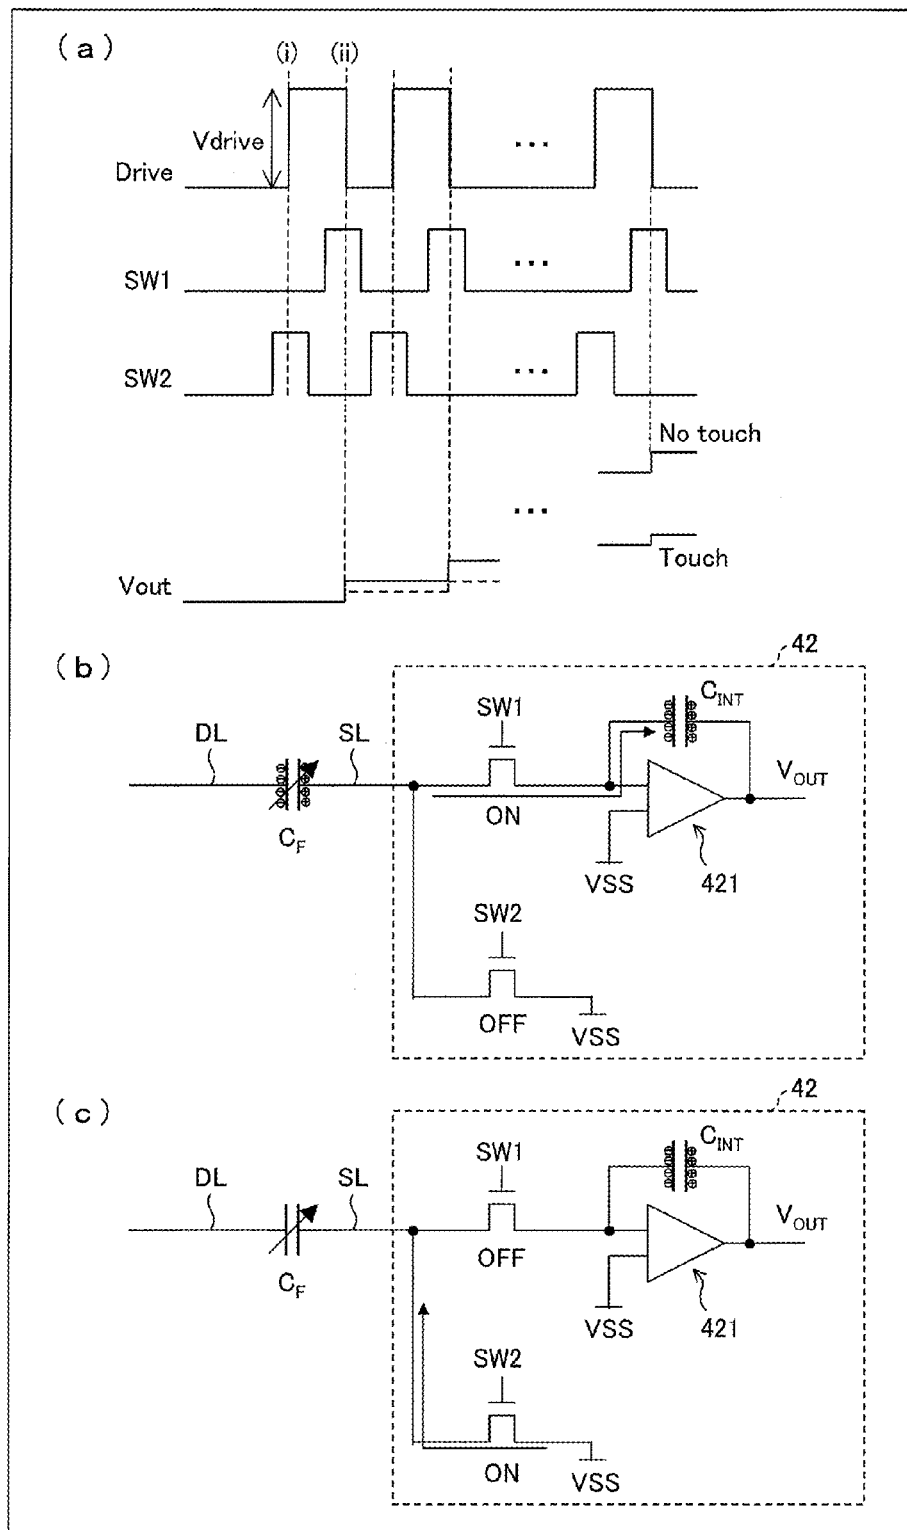 (a)
(i) (ii)
Vdrive
Drive
...
SW1
...
SW2
...
No touch
...
Touch
Vout
(b)
42
CINT
SW1
DL SL
VOUT
ON
CF
VSS
421
SW2
OFF
VSS
(c)
42
CINT
SW1
DL SL
VOUT
OFF
CF
VSS
421
SW2
ON
VSS